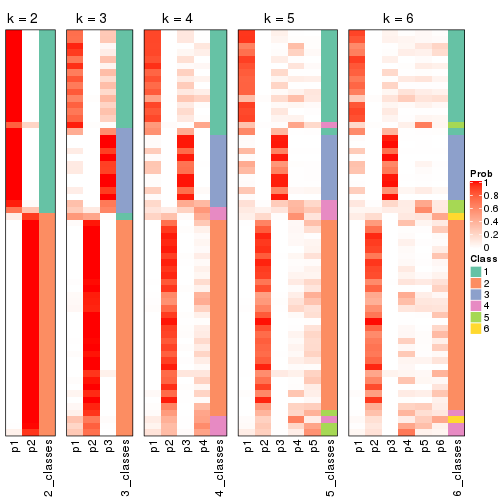 k = 2
k = 3
k = 4
k = 5
k = 6
Prob
1
0.8
0.6
0.4
0.2
0
Class
1
2
3
4
5
6
p1
p2
2_classes
p1
p2
p3
3_classes
p1
p2
p3
p4
4_classes
p1
p2
p3
p4
p5
5_classes
p1
p2
p3
p4
p5
p6
6_classes